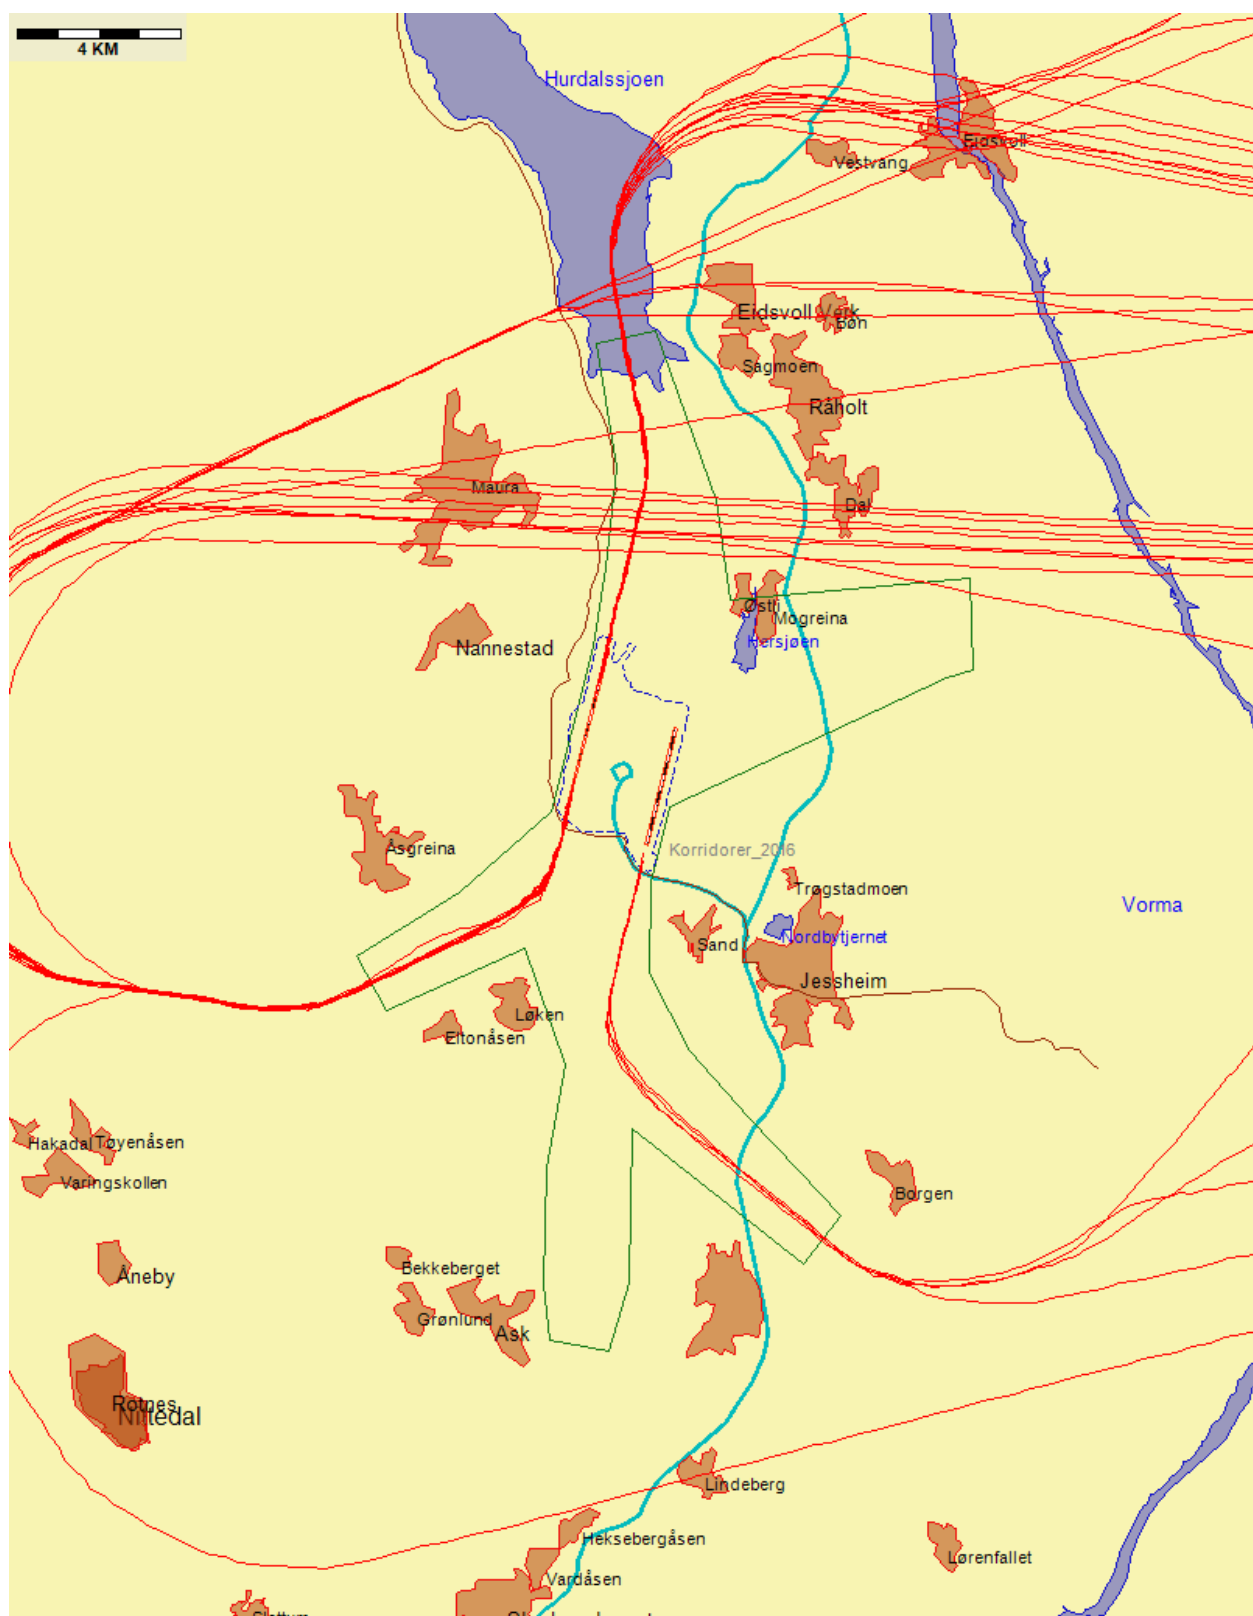 4 KM
Hurdalssjoen
Eidsvoll
Vestvang
Eidsvoll Verk
Bøn
Sagmoen
Råholt
Maura
Dal
Mogreina
Hersjøen
Nannestad
Åsgreina
Korridorer_2016
Trøgstadmoen
Vorma
Nordbytjernet
Sand
Jessheim
Løken
Eltonåsen
Hakadal
Tøyenåsen
Varingskollen
Borgen
Bekkeberget
Åneby
Grønlund
Ask
Rotnes
Nittedal
Lindeberg
Heksebergåsen
Lørenfallet
Vardåsen